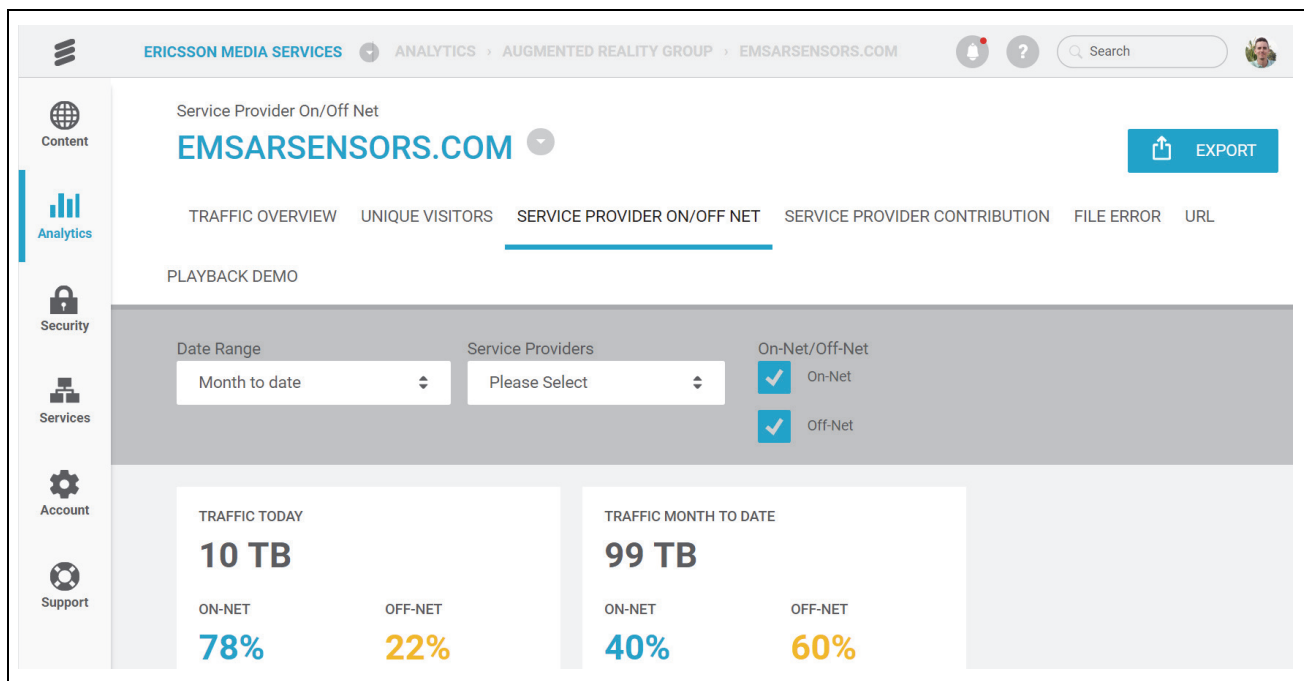 ERICSSON MEDIA SERVICES ANALYTICS › AUGMENTED REALITY GROUP › EMSARSENSORS.COM ? Search
Content
Analytics
Security
Services
Account
Support
Service Provider On/Off Net
EMSARSENSORS.COM
EXPORT
TRAFFIC OVERVIEW UNIQUE VISITORS SERVICE PROVIDER ON/OFF NET SERVICE PROVIDER CONTRIBUTION FILE ERROR URL
PLAYBACK DEMO
Date Range Service Providers On-Net/Off-Net
Month to date Please Select On-Net
Off-Net
TRAFFIC TODAY
10 TB
ON-NET OFF-NET
78% 22%
TRAFFIC MONTH TO DATE
99 TB
ON-NET OFF-NET
40% 60%